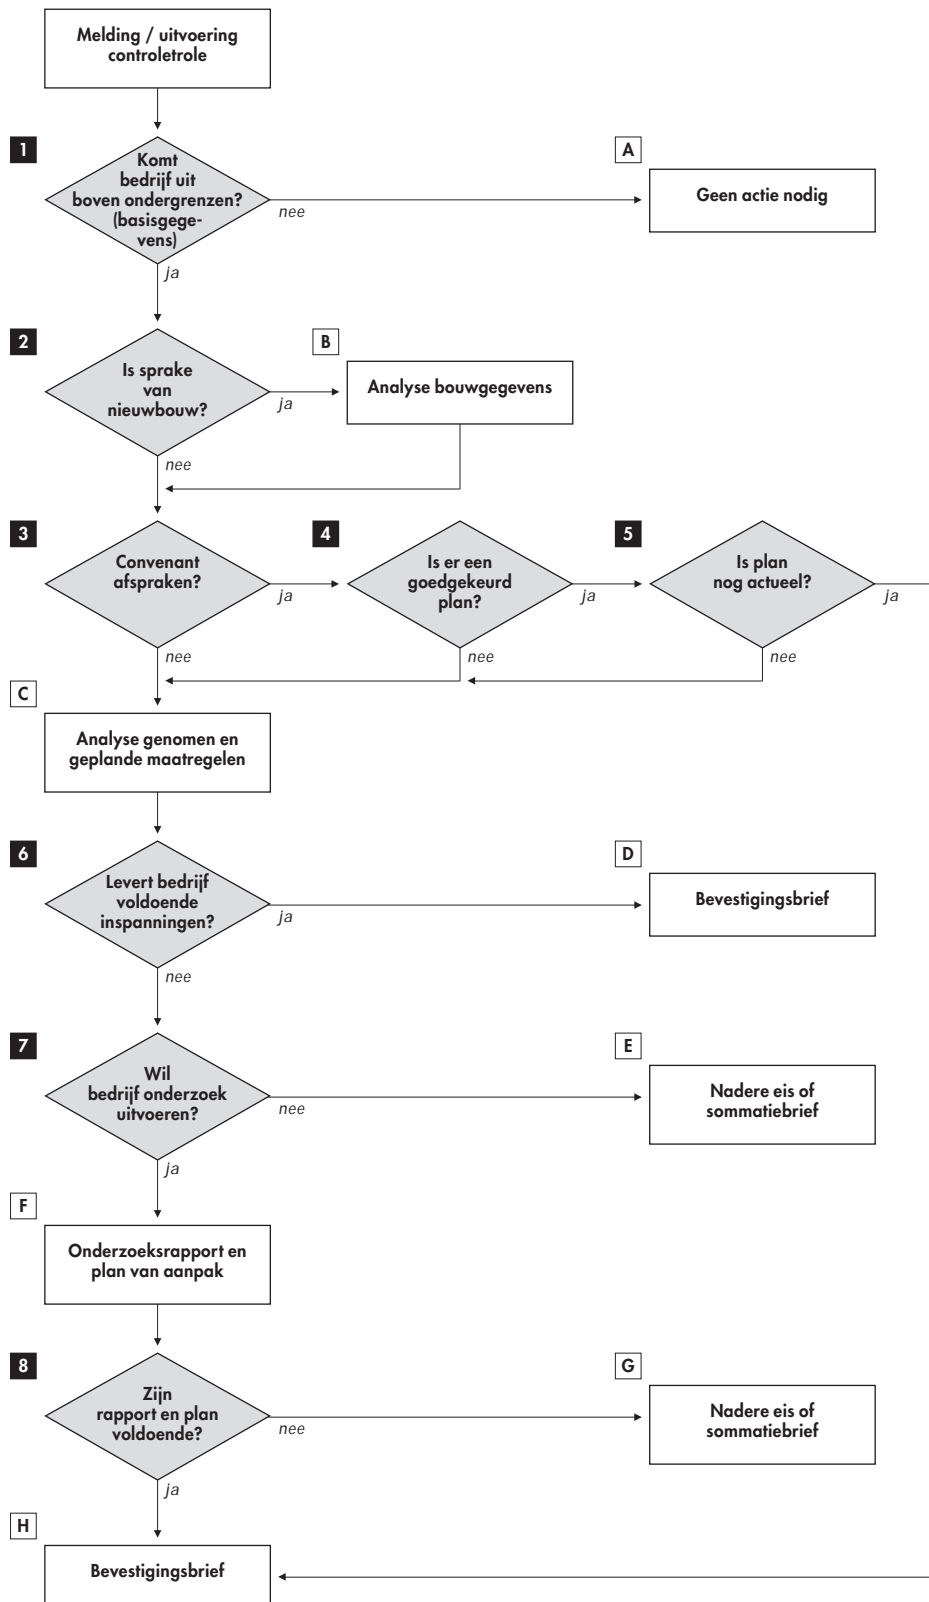 Melding / uitvoering
controletrole
1
Komt
bedrijf uit
boven ondergrenzen?
(basisgege-
vens)
nee
ja
A
Geen actie nodig
2
Is sprake
van
nieuwbouw?
ja
nee
B
Analyse bouwgegevens
3
Convenant
afspraken?
ja
nee
4
Is er een
goedgekeurd
plan?
ja
nee
5
Is plan
nog actueel?
ja
nee
C
Analyse genomen en
geplande maatregelen
6
Levert bedrijf
voldoende
inspanningen?
ja
nee
D
Bevestigingsbrief
7
Wil
bedrijf onderzoek
uitvoeren?
nee
ja
E
Nadere eis of
sommatiebrief
F
Onderzoeksrapport en
plan van aanpak
8
Zijn
rapport en plan
voldoende?
nee
ja
G
Nadere eis of
sommatiebrief
H
Bevestigingsbrief